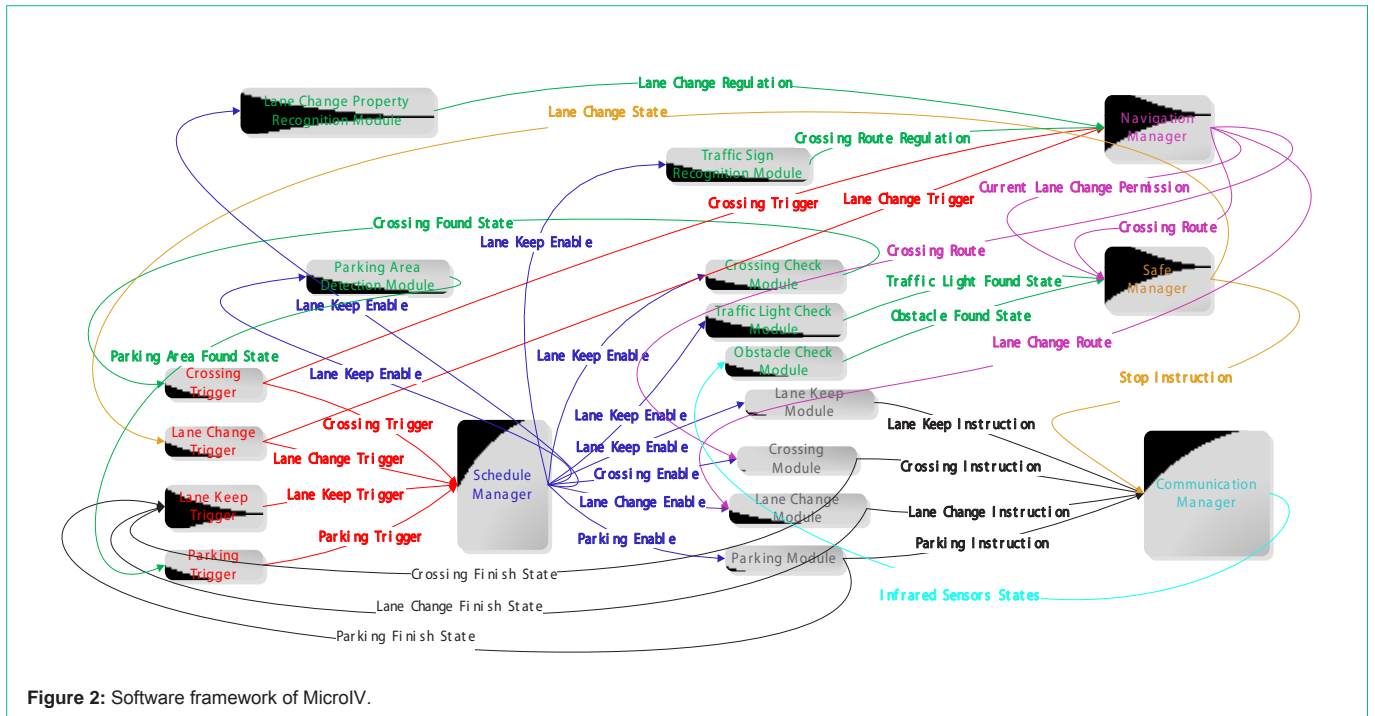 Lane Change Regulation
Lane Change Property
Recognition Module
Lane Change State
Navigation
Manager
Crossing Route Regulation
Traffic Sign
Recognition Module
Current Lane Change Permission
Crossing Trigger
Lane Change Trigger
Crossing Found State
Crossing Route
Lane Keep Enable
Crossing Route
Parking Area
Detection Module
Crossing Check
Module
Safe
Manager
Traffic Light Found State
Lane Keep Enable
Traffic Light Check
Module
Obstacle Found State
Lane Change Route
Parking Area Found State
Lane Keep Enable
Obstacle Check
Module
Crossing
Trigger
Lane Keep Enable
Stop Instruction
Lane Keep
Module
Lane Keep Enable
Crossing Trigger
Lane Keep Instruction
Lane Change
Trigger
Lane Keep Enable
Lane Change Trigger
Crossing
Module
Crossing Instruction
Schedule
Manager
Crossing Enable
Communication
Manager
Lane Keep
Trigger
Lane Keep Trigger
Lane Change Enable
Lane Change
Module
Lane Change Instruction
Parking Trigger
Parking Enable
Parking Instruction
Parking
Trigger
Parking Module
Crossing Finish State
Infrared Sensors States
Lane Change Finish State
Parking Finish State
Figure 2: Software framework of MicroIV.